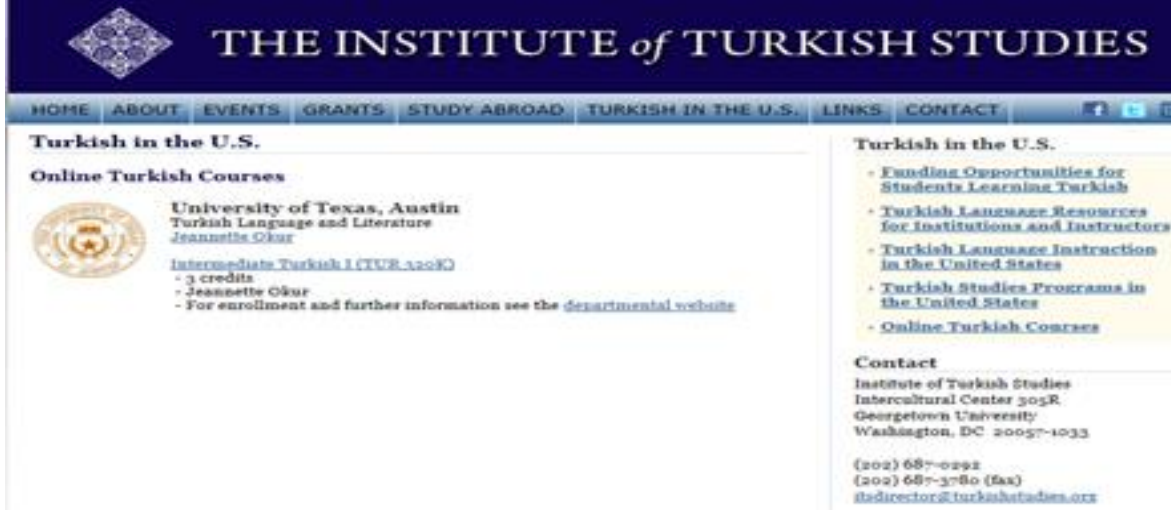 THE INSTITUTE of TURKISH STUDIES
HOME ABOUT EVENTS GRANTS STUDY ABROAD TURKISH IN THE U.S. LINKS CONTACT
Turkish in the U.S.
Online Turkish Courses
University of Texas, Austin
Turkish Language and Literature
Jeannette Okur
Intermediate Turkish I (TUR 320K)
- 3 credits
- Jeannette Okur
- For enrollment and further information see the departmental website
Turkish in the U.S.
- Funding Opportunities for
Students Learning Turkish
- Turkish Language Resources
for Institutions and Instructors
- Turkish Language Instruction
in the United States
- Turkish Studies Programs in
the United States
- Online Turkish Courses
Contact
Institute of Turkish Studies
Intercultural Center 305R
Georgetown University
Washington, DC 20057-1033
(202) 687-0292
(202) 687-3780 (fax)
itsdirector@turkishstudies.org